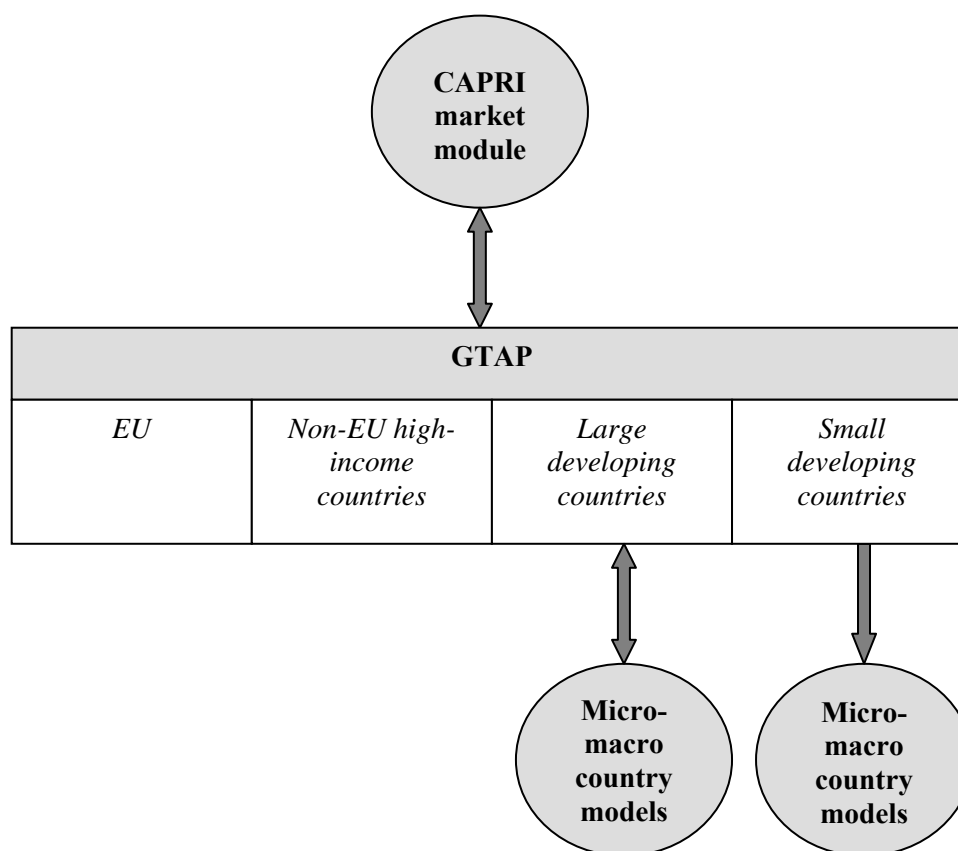 CAPRI
market
module
GTAP
EU
Non-EU high-
income
countries
Large
developing
countries
Small
developing
countries
Micro-
macro
country
models
Micro-
macro
country
models